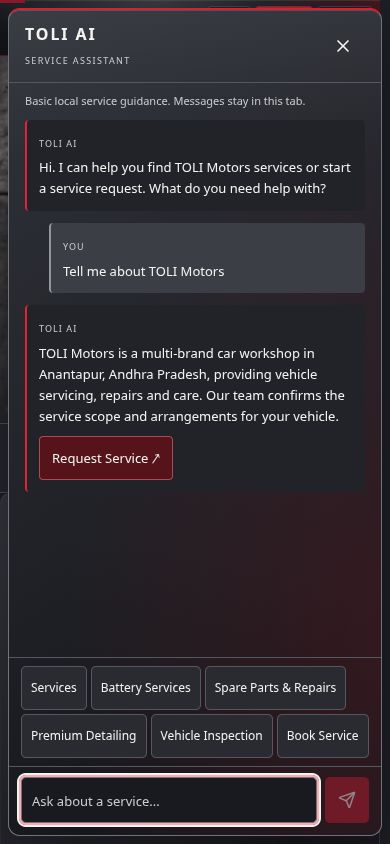 TOLI AI
SERVICE ASSISTANT
Basic local service guidance. Messages stay in this tab.
TOLI AI
Hi. I can help you find TOLI Motors services or start
a service request. What do you need help with?
YOU
Tell me about TOLI Motors
TOLI AI
TOLI Motors is a multi-brand car workshop in
Anantapur, Andhra Pradesh, providing vehicle
servicing, repairs and care. Our team confirms the
service scope and arrangements for your vehicle.
Request Service ↗
Services
Battery Services
Spare Parts & Repairs
Premium Detailing
Vehicle Inspection
Book Service
Ask about a service...